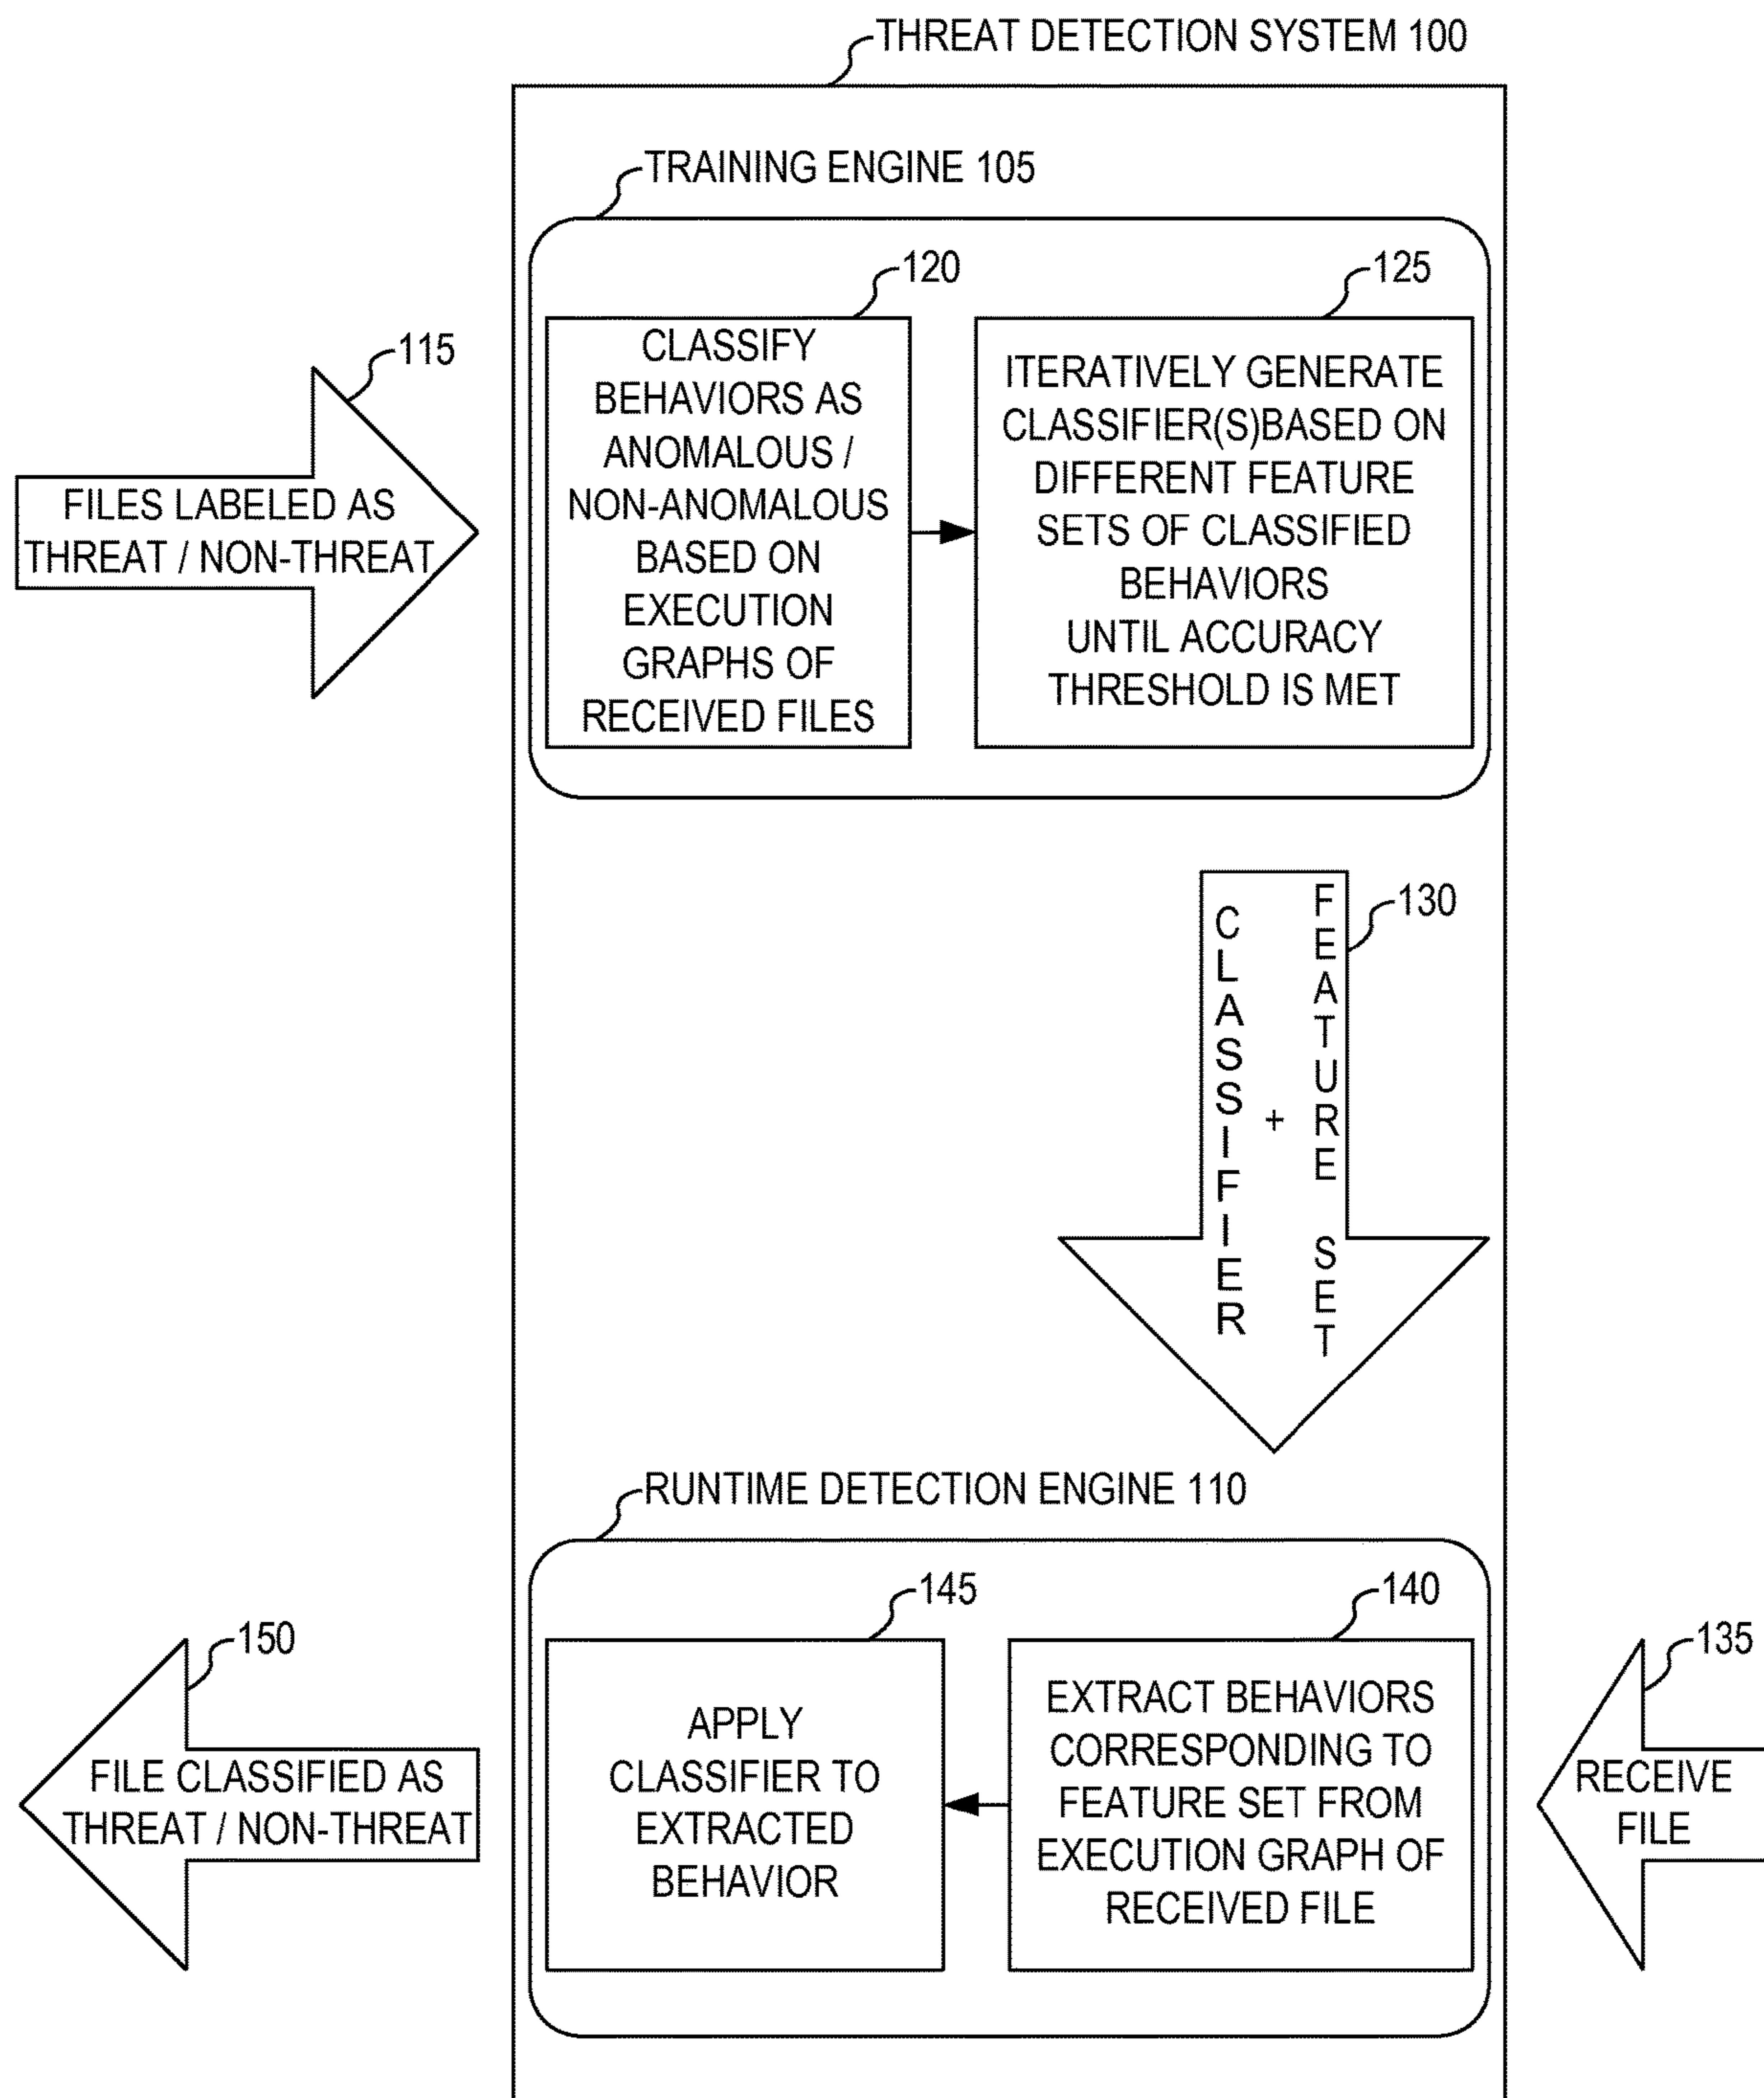 THREAT DETECTION SYSTEM 100
TRAINING ENGINE 105
120
125
115
CLASSIFY
BEHAVIORS AS
ANOMALOUS /
NON-ANOMALOUS
BASED ON
EXECUTION
GRAPHS OF
RECEIVED FILES
ITERATIVELY GENERATE
CLASSIFIER(S)BASED ON
DIFFERENT FEATURE
SETS OF CLASSIFIED
BEHAVIORS
UNTIL ACCURACY
THRESHOLD IS MET
FILES LABELED AS
THREAT / NON-THREAT
130
CLASSIFIER
+
FEATURE SET
RUNTIME DETECTION ENGINE 110
145
140
150
135
APPLY
CLASSIFIER TO
EXTRACTED
BEHAVIOR
EXTRACT BEHAVIORS
CORRESPONDING TO
FEATURE SET FROM
EXECUTION GRAPH OF
RECEIVED FILE
FILE CLASSIFIED AS
THREAT / NON-THREAT
RECEIVE
FILE